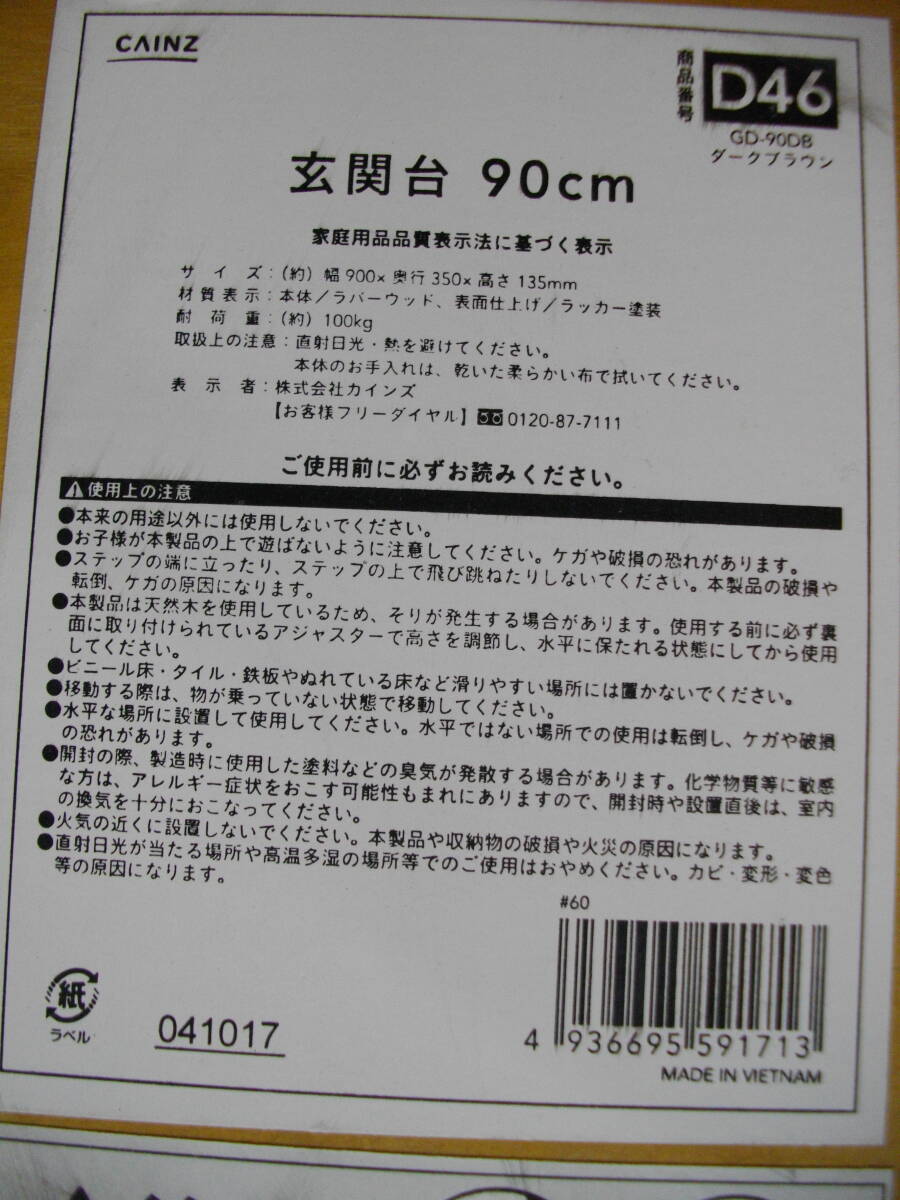 CAINZ
商品番号
D46
GD-90DB
ダークブラウン
玄関台 90cm
家庭用品品質表示法に基づく表示
サイズ：（約）幅900×奥行350×高さ135mm
材質表示：本体／ラバーウッド、表面仕上げ／ラッカー塗装
耐荷重：（約）100kg
取扱上の注意：直射日光・熱を避けてください。
本体のお手入れは、乾いた柔らかい布で拭いてください。
表示者：株式会社カインズ
【お客様フリーダイヤル】0120-87-7111
ご使用前に必ずお読みください。
使用上の注意
●本来の用途以外には使用しないでください。
●お子様が本製品の上で遊ばないように注意してください。ケガや破損の恐れがあります。
●ステップの端に立ったり、ステップの上で飛び跳ねたりしないでください。本製品の破損や
転倒、ケガの原因になります。
●本製品は天然木を使用しているため、そりが発生する場合があります。使用する前に必ず裏
面に取り付けられているアジャスターで高さを調節し、水平に保たれる状態にしてから使用
してください。
●ビニール床・タイル・鉄板やぬれている床など滑りやすい場所には置かないでください。
●移動する際は、物が乗っていない状態で移動してください。
●水平な場所に設置して使用してください。水平ではない場所での使用は転倒し、ケガや破損
の恐れがあります。
●開封の際、製造時に使用した塗料などの臭気が発散する場合があります。化学物質等に敏感
な方は、アレルギー症状をおこす可能性もまれにありますので、開封時や設置直後は、室内
の換気を十分におこなってください。
●火気の近くに設置しないでください。本製品や収納物の破損や火災の原因になります。
●直射日光が当たる場所や高温多湿の場所等でのご使用はおやめください。カビ・変形・変色
等の原因になります。
#60
紙
ラベル
041017
4 936695 591713
MADE IN VIETNAM